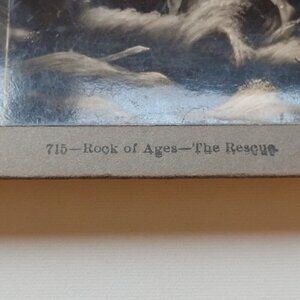 715—Rock of Ages—The Rescue.